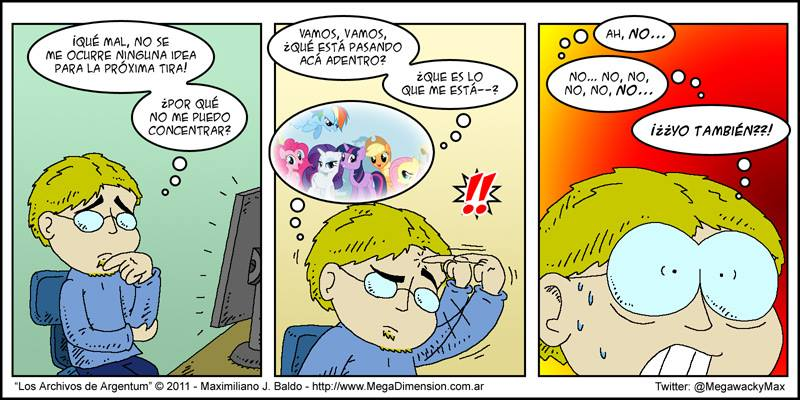 ¡QUÉ MAL, NO SE
ME OCURRE NINGUNA IDEA
PARA LA PRÓXIMA TIRA!
¿POR QUÉ
NO ME PUEDO
CONCENTRAR?
VAMOS, VAMOS,
¿QUÉ ESTÁ PASANDO
ACÁ ADENTRO?
¿QUE ES LO
QUE ME ESTÁ--?
!!
AH, NO...
NO... NO, NO,
NO, NO, NO...
¡¿¿YO TAMBIÉN??!
"Los Archivos de Argentum" © 2011 - Maximiliano J. Baldo - http://www.MegaDimension.com.ar
Twitter: @MegawackyMax